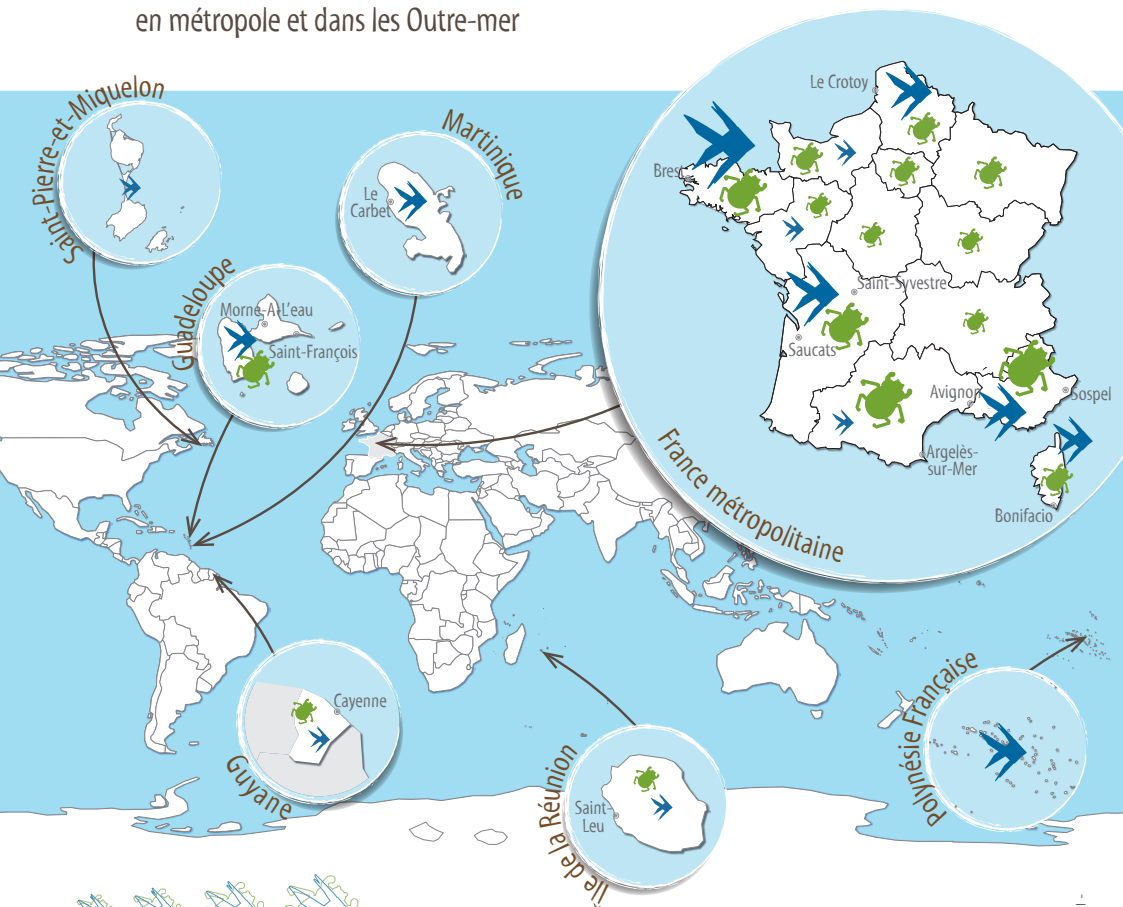 en métropole et dans les Outre-mer
Saint-Pierre-et-Miquelon
Martinique
Le
Carbet
Guadeloupe
Morne-A-L'eau
Saint-François
Le Crotoy
Brest
Saint-Syvestre
Saucats
Avignon
Sospel
Argelès-
sur-Mer
Bonifacio
France métropolitaine
Cayenne
Guyane
Saint-
Leu
Île de la Réunion
Polynésie Française